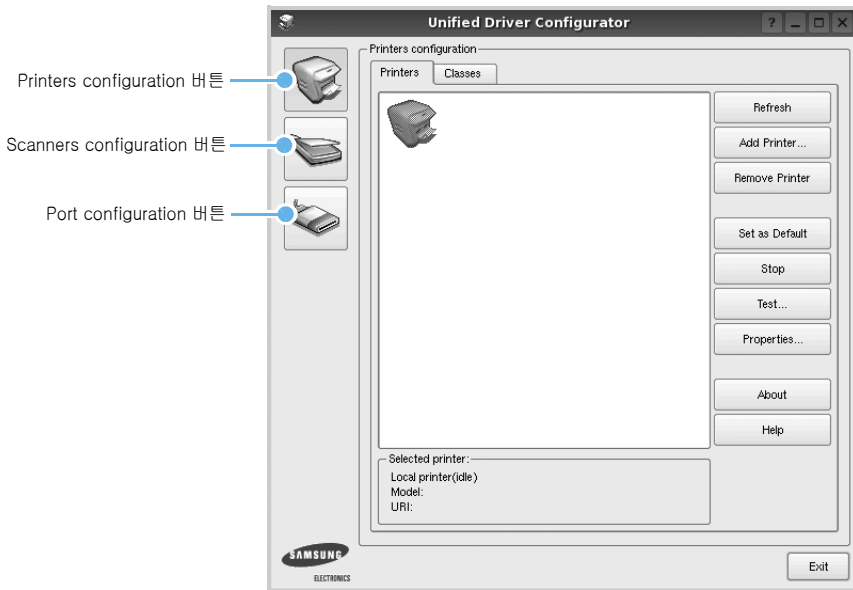 Unified Driver Configurator
Printers configuration 버튼
Scanners configuration 버튼
Port configuration 버튼
Printers configuration
Printers
Classes
Refresh
Add Printer...
Remove Printer
Set as Default
Stop
Test...
Properties...
About
Help
Selected printer:
Local printer(idle)
Model:
URI:
SAMSUNG
ELECTRONICS
Exit